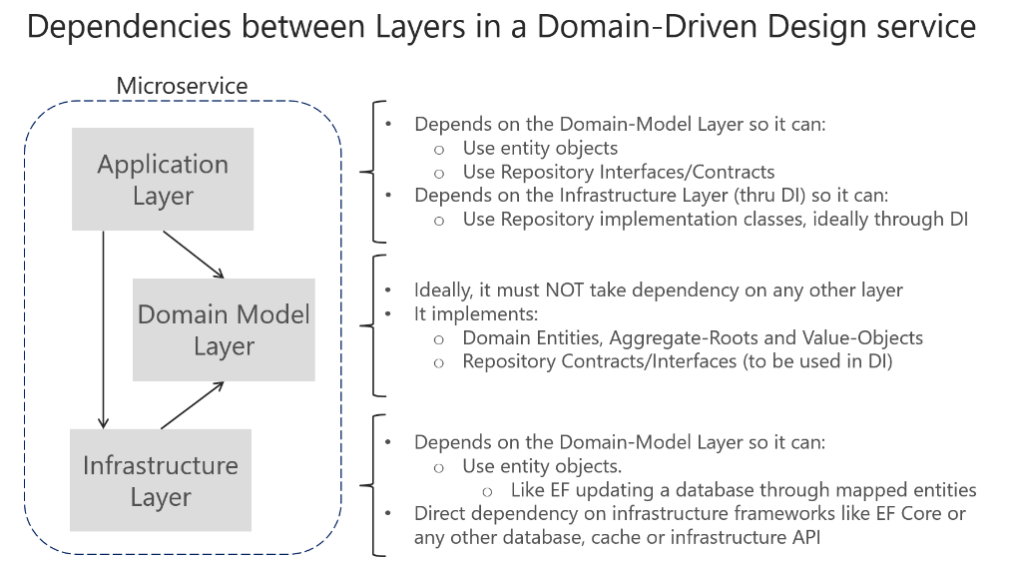 Dependencies between Layers in a Domain-Driven Design service
Microservice
Application
Layer
Domain Model
Layer
Infrastructure
Layer
• Depends on the Domain-Model Layer so it can:
o Use entity objects
o Use Repository Interfaces/Contracts
• Depends on the Infrastructure Layer (thru DI) so it can:
o Use Repository implementation classes, ideally through DI
• Ideally, it must NOT take dependency on any other layer
• It implements:
o Domain Entities, Aggregate-Roots and Value-Objects
o Repository Contracts/Interfaces (to be used in DI)
• Depends on the Domain-Model Layer so it can:
o Use entity objects.
o Like EF updating a database through mapped entities
• Direct dependency on infrastructure frameworks like EF Core or
any other database, cache or infrastructure API